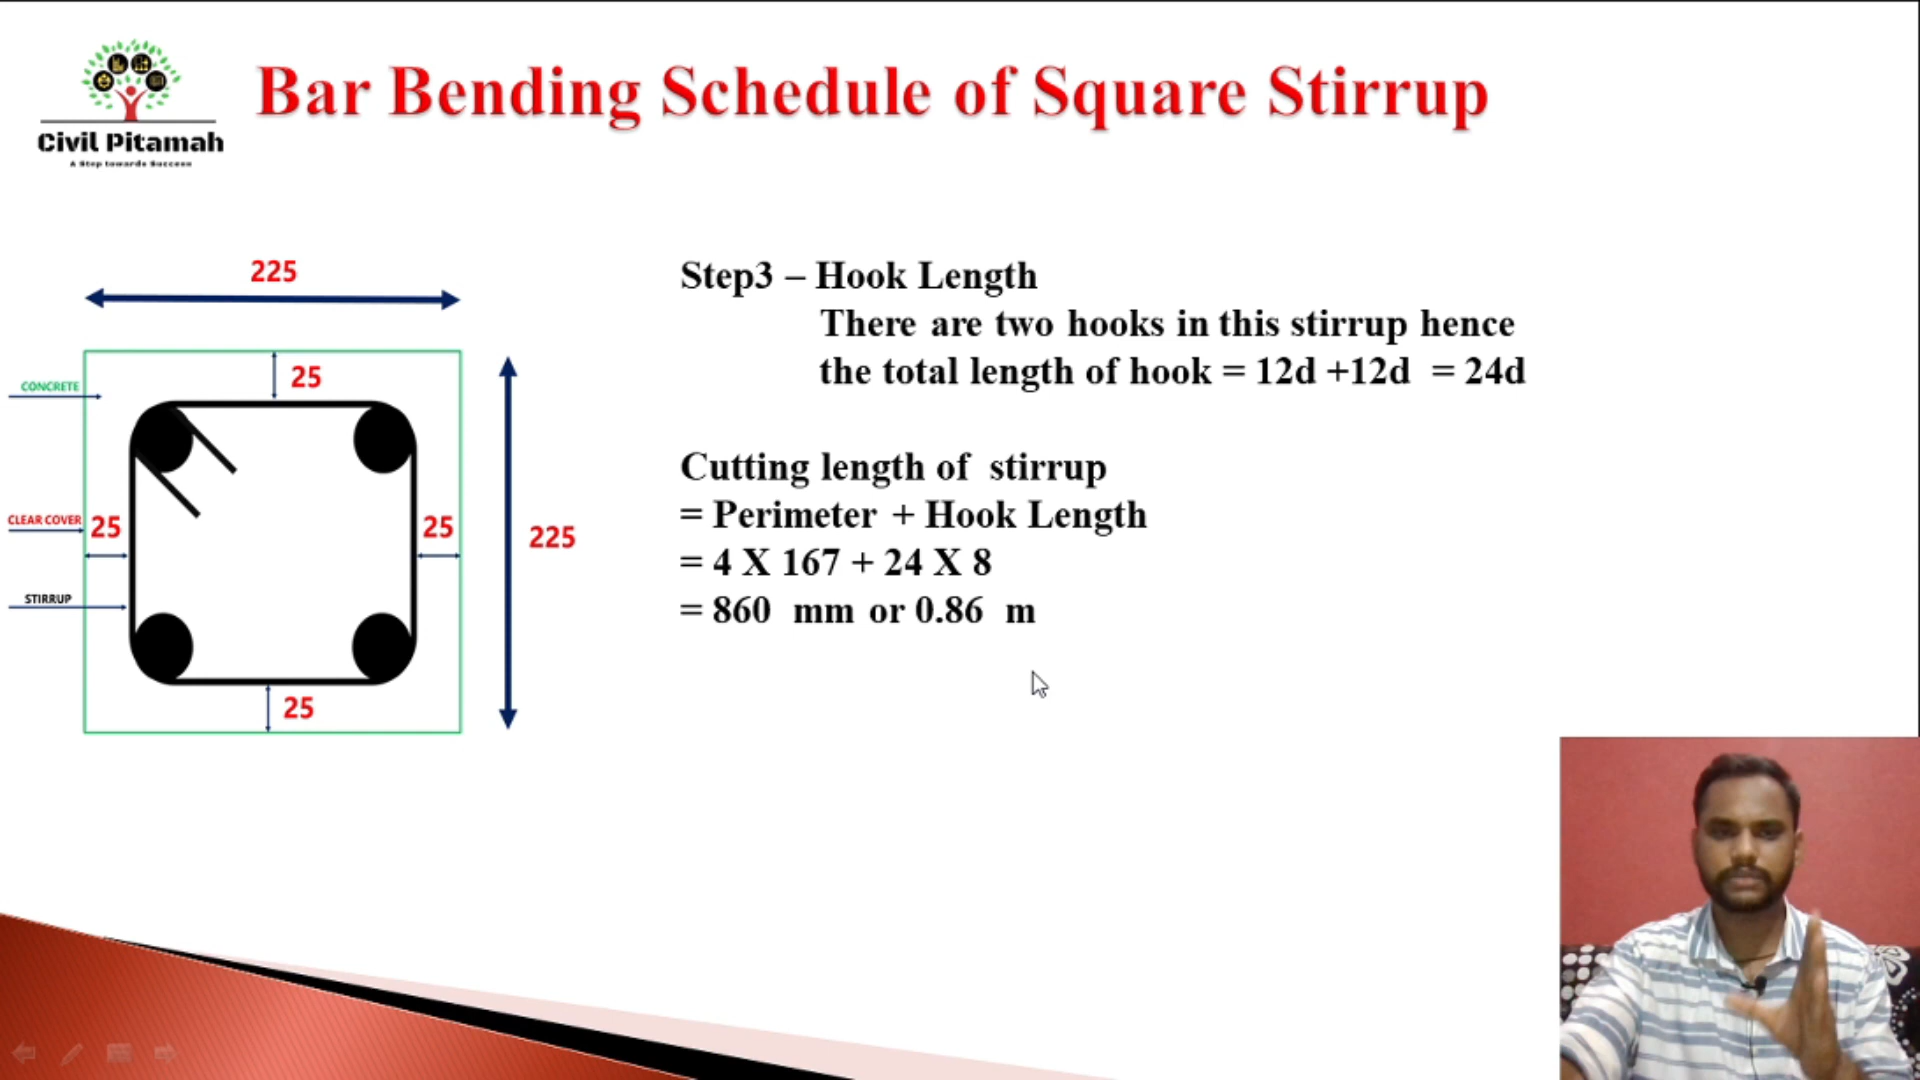 Bar Bending Schedule of Square Stirrup
Civil Pitamah
A Step towards Success
225
Step3 – Hook Length
There are two hooks in this stirrup hence
the total length of hook = 12d +12d = 24d
25
CONCRETE
Cutting length of stirrup
= Perimeter + Hook Length
= 4 X 167 + 24 X 8
= 860 mm or 0.86 m
CLEAR COVER
25
25
225
STIRRUP
25